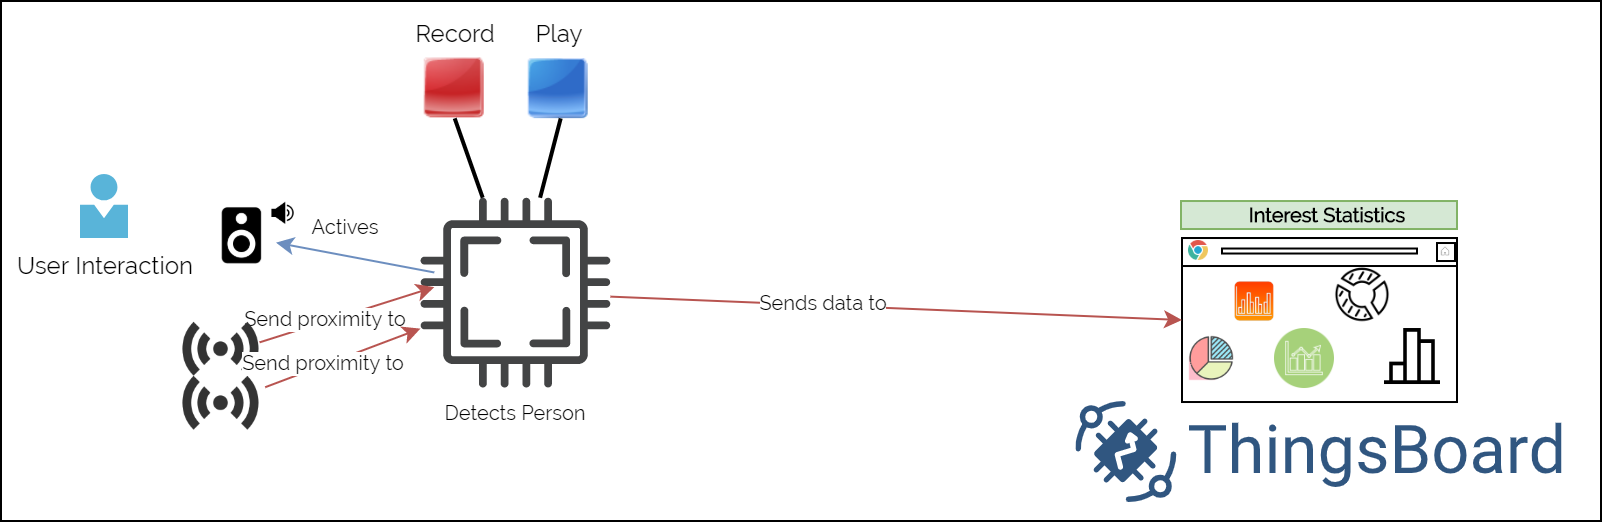 Record
Play
Actives
User Interaction
Interest Statistics
Send proximity to
Sends data to
Send proximity to
Detects Person
ThingsBoard